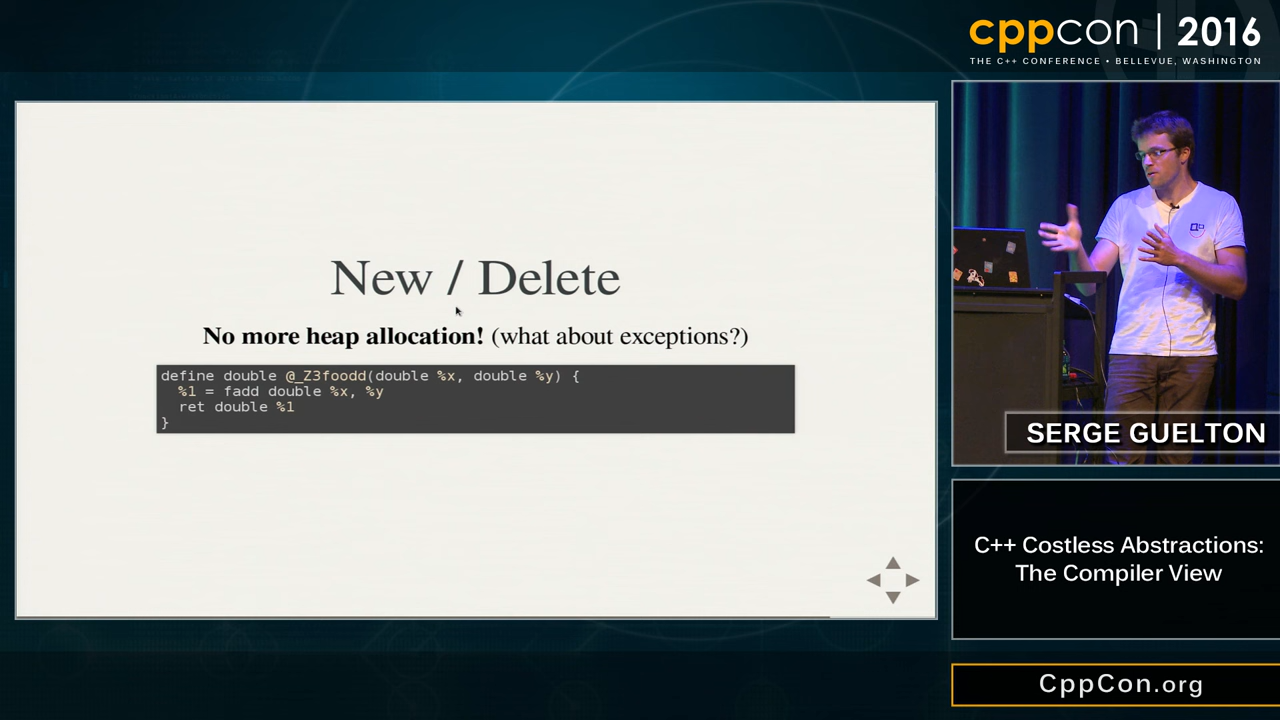 cppcon | 2016
THE C++ CONFERENCE • BELLEVUE, WASHINGTON
New / Delete
No more heap allocation! (what about exceptions?)
define double @_Z3foodd(double %x, double %y) {
  %1 = fadd double %x, %y
  ret double %1
}
SERGE GUELTON
C++ Costless Abstractions:
The Compiler View
CppCon.org